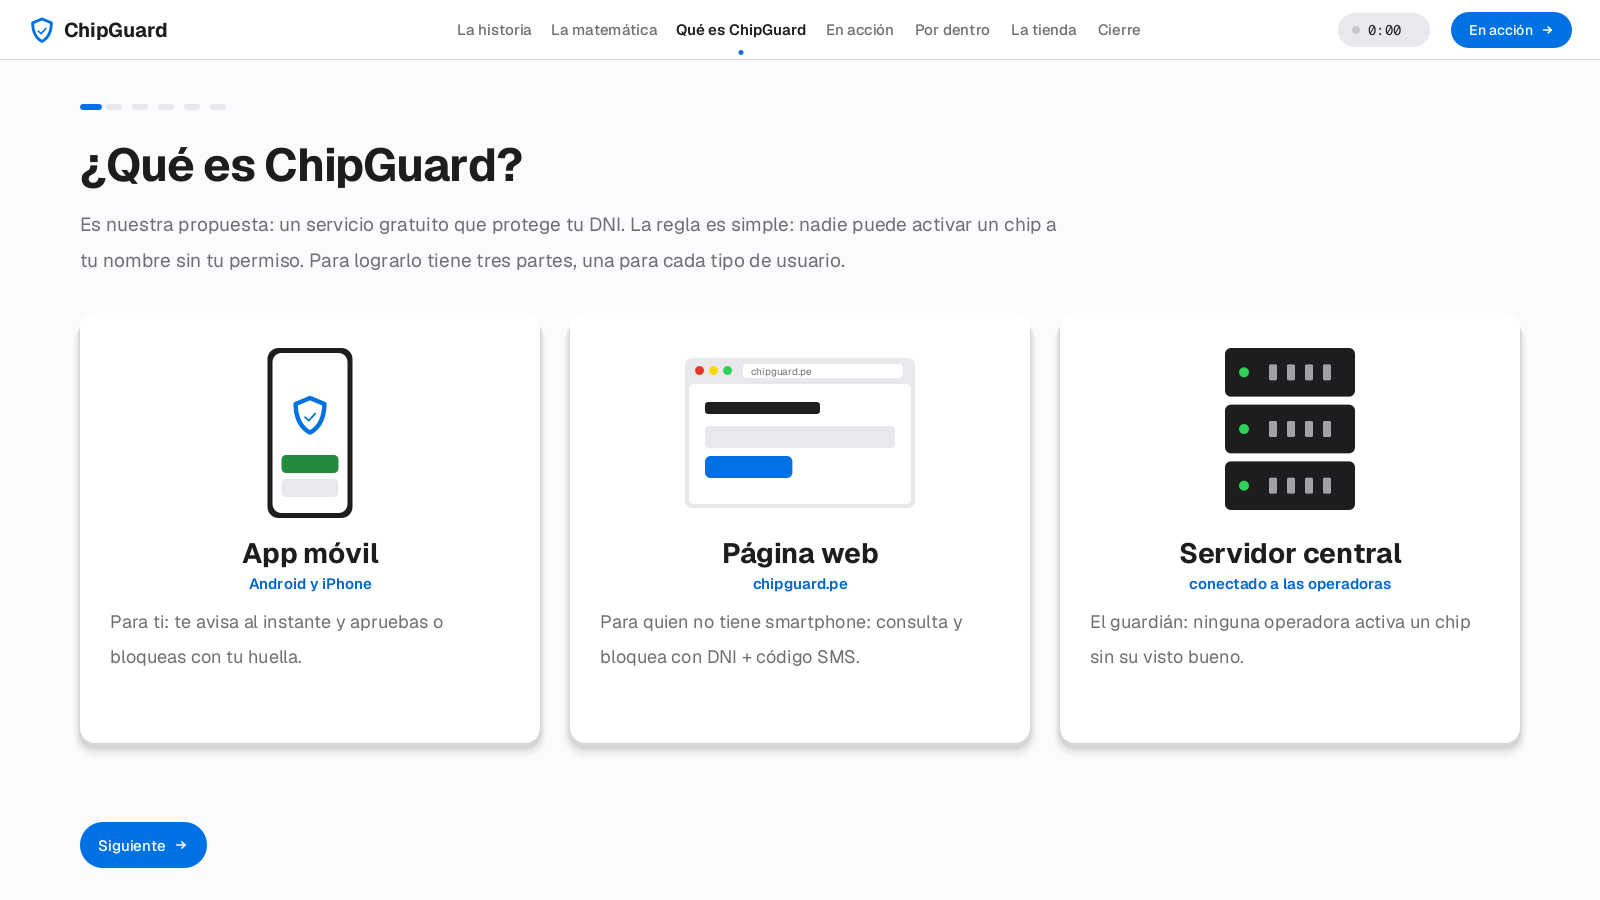 ChipGuard
La historia
La matemática
Qué es ChipGuard
En acción
Por dentro
La tienda
Cierre
0:00
En acción
¿Qué es ChipGuard?
Es nuestra propuesta: un servicio gratuito que protege tu DNI. La regla es simple: nadie puede activar un chip a
tu nombre sin tu permiso. Para lograrlo tiene tres partes, una para cada tipo de usuario.
App móvil
Android y iPhone
Para ti: te avisa al instante y apruebas o
bloqueas con tu huella.
chipguard.pe
Página web
chipguard.pe
Para quien no tiene smartphone: consulta y
bloquea con DNI + código SMS.
Servidor central
conectado a las operadoras
El guardián: ninguna operadora activa un chip
sin su visto bueno.
Siguiente